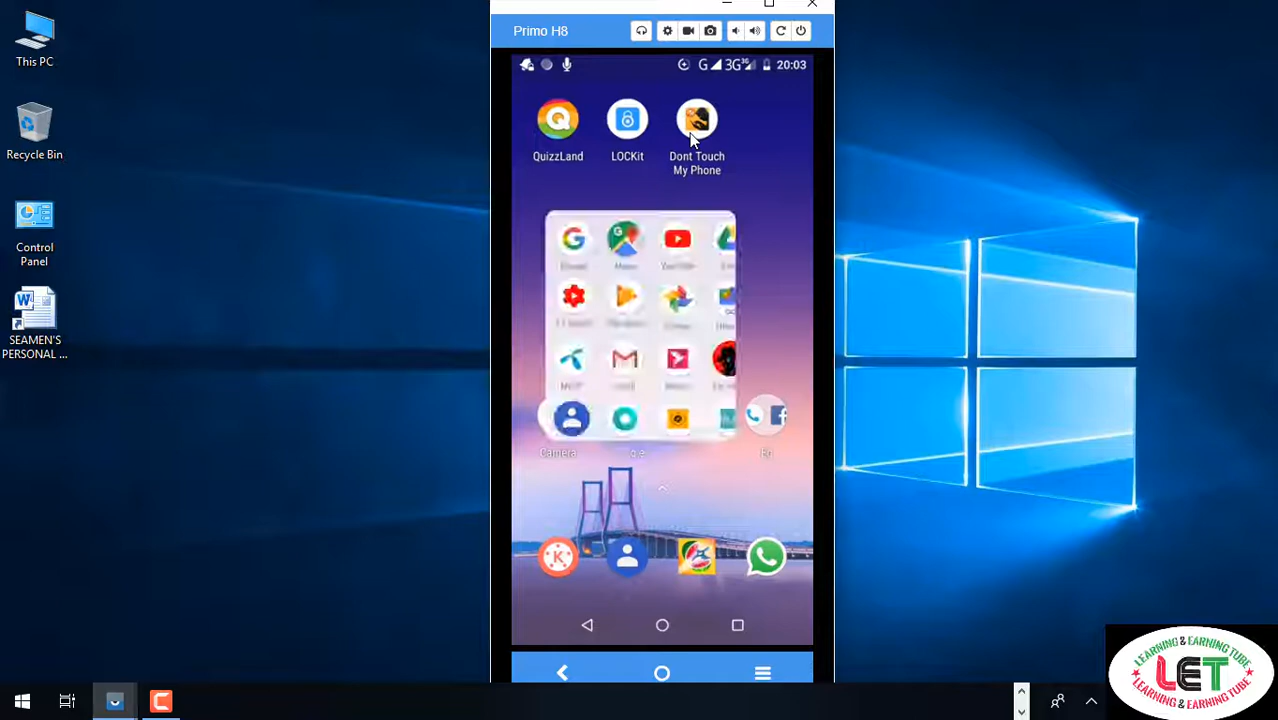 Primo H8
This PC
G 3G 3G 20:03
Recycle Bin
QuizzLand
LOCKit
Dont Touch
My Phone
Control
Panel
SEAMEN'S
PERSONAL ...
Camera
LEARNING & EARNING TUBE
LET
LEARNING & EARNING TUBE